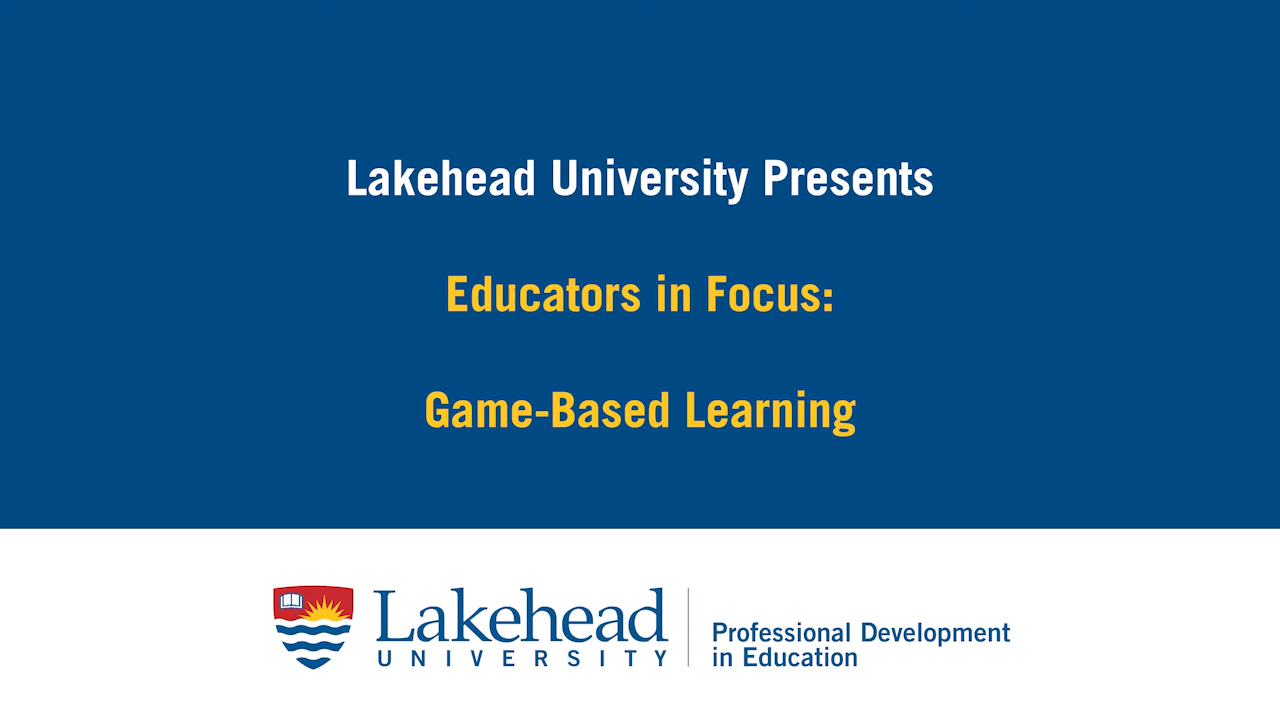 Lakehead University Presents
Educators in Focus:
Game-Based Learning
Lakehead
UNIVERSITY
Professional Development
in Education